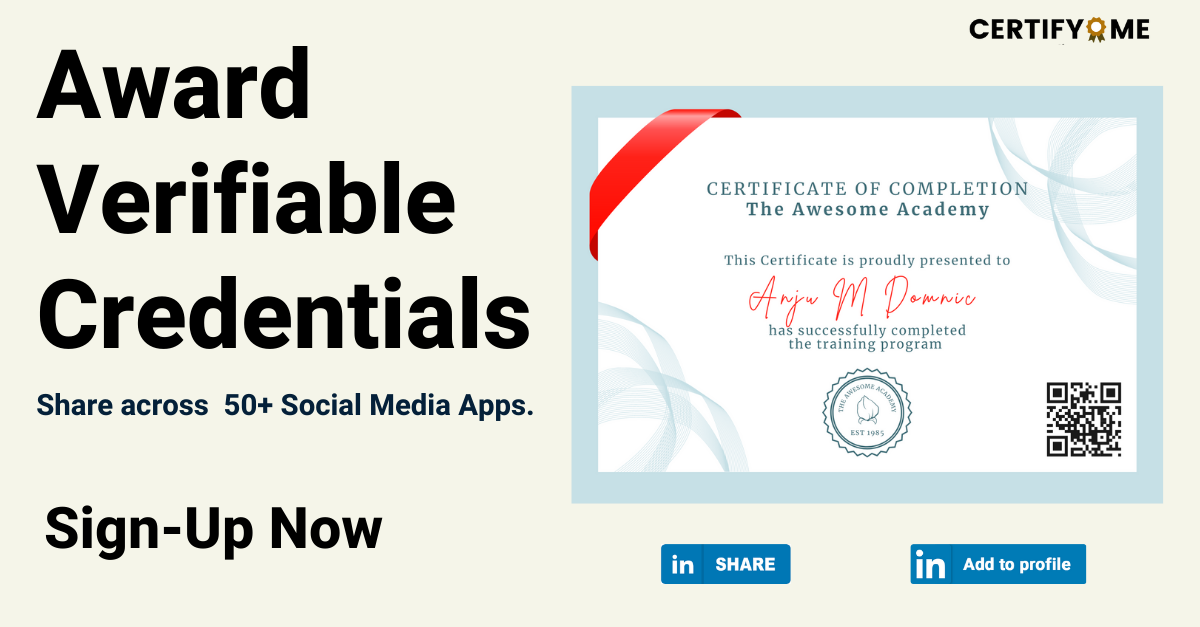 CERTIFYME
Award
Verifiable
Credentials
Share across 50+ Social Media Apps.
Sign-Up Now
CERTIFICATE OF COMPLETION
The Awesome Academy
This Certificate is proudly presented to
Anju M Domnic
has successfully completed
the training program
THE AWESOME ACADEMY
EST 1985
in SHARE
in Add to profile